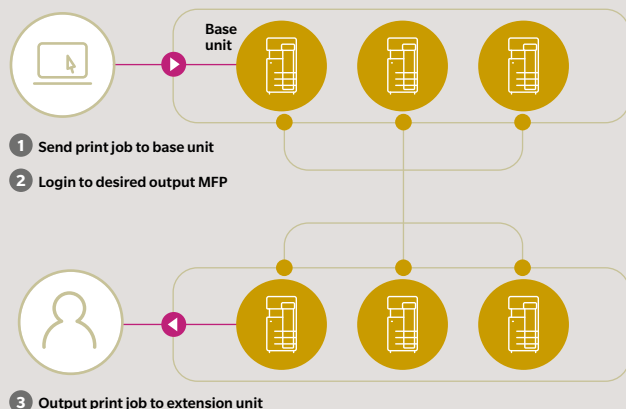 Base
unit
1 Send print job to base unit
2 Login to desired output MFP
3 Output print job to extension unit